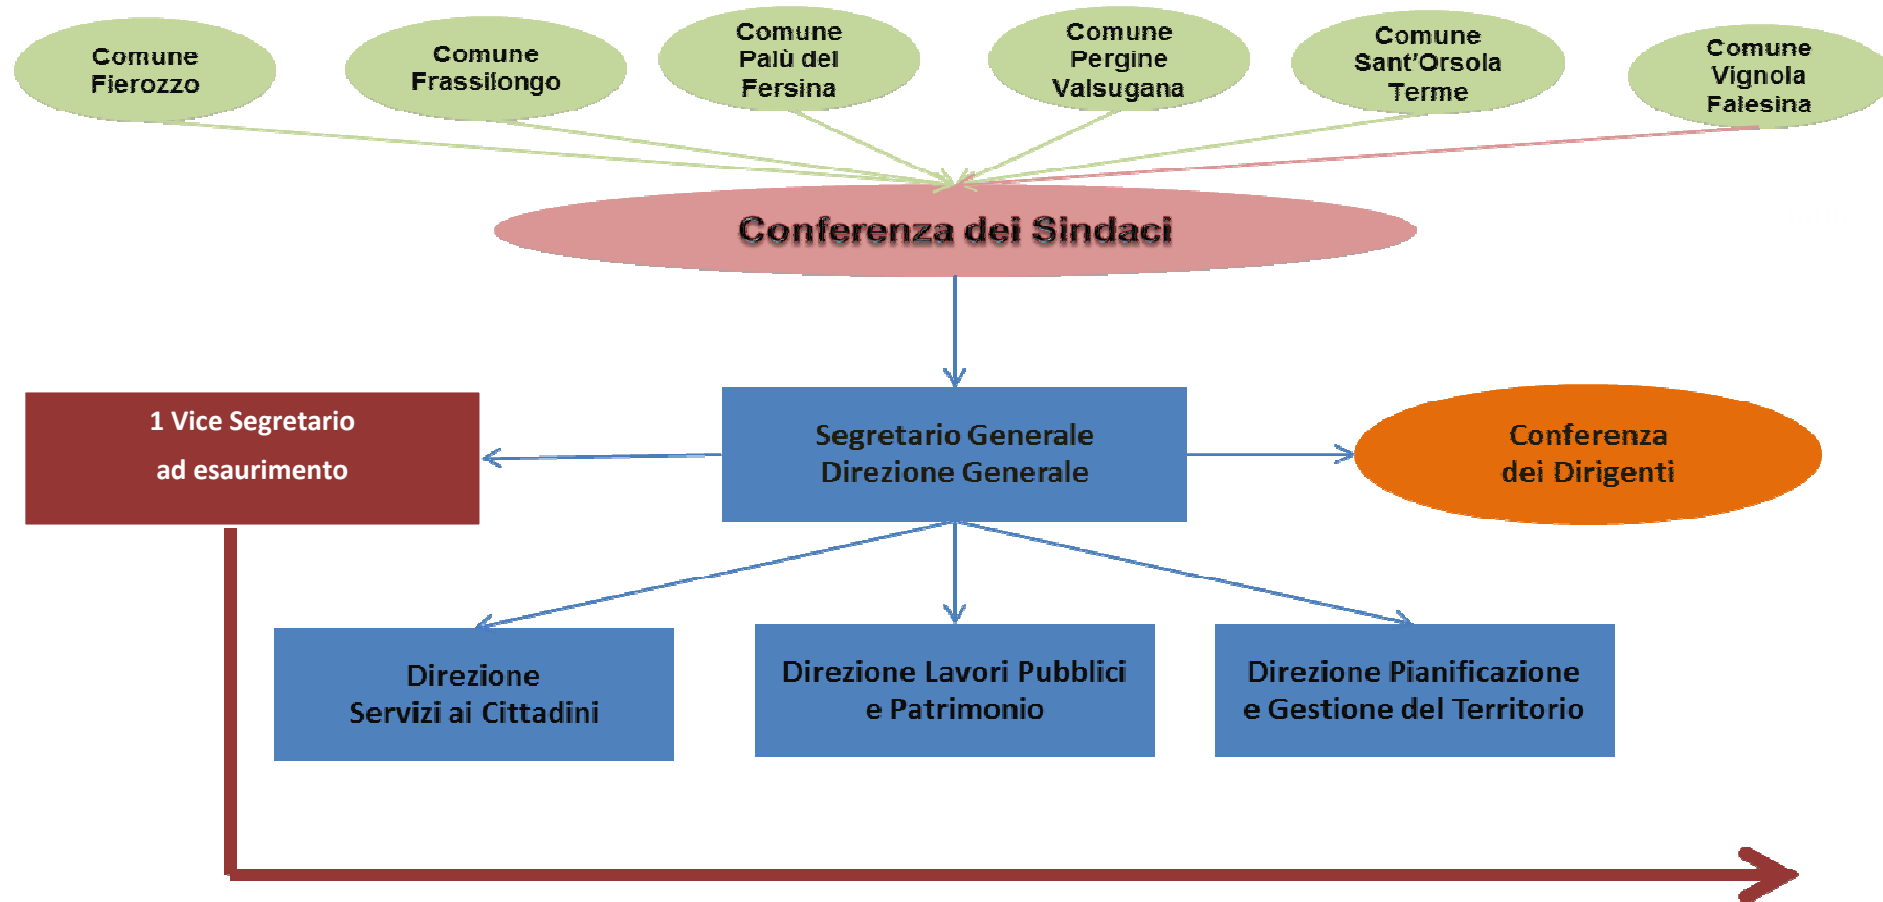 Comune
Fierozzo
Comune
Frassilongo
Comune
Palù del
Fersina
Comune
Pergine
Valsugana
Comune
Sant'Orsola
Terme
Comune
Vignola
Falesina
Conferenza dei Sindaci
1 Vice Segretario
ad esaurimento
Segretario Generale
Direzione Generale
Conferenza
dei Dirigenti
Direzione
Servizi ai Cittadini
Direzione Lavori Pubblici
e Patrimonio
Direzione Pianificazione
e Gestione del Territorio